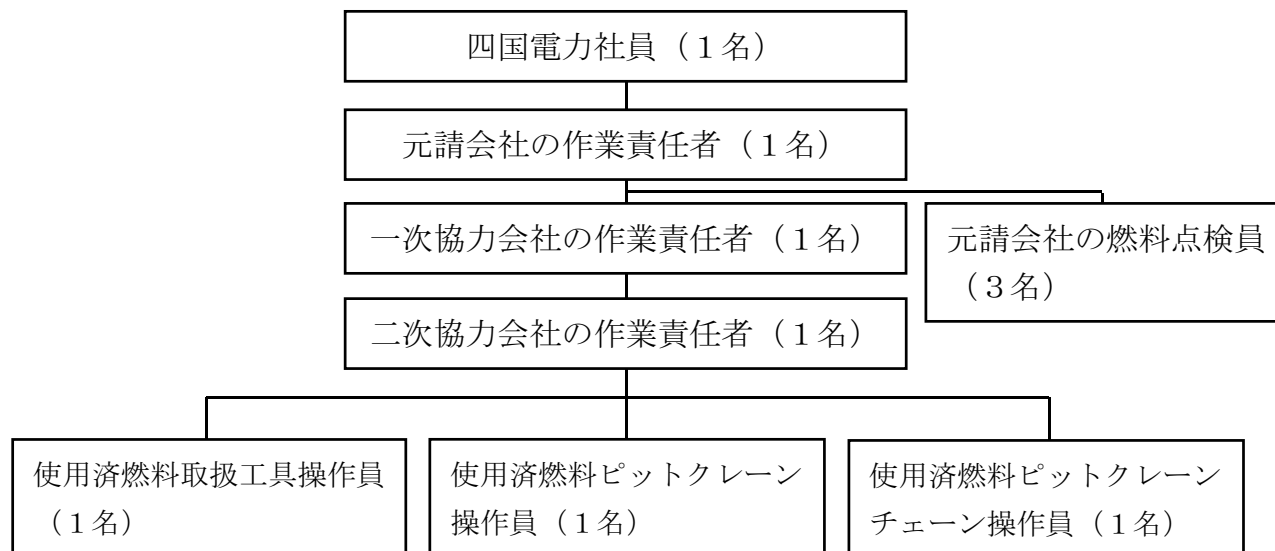 四国電力社員（１名）
元請会社の作業責任者（１名）
一次協力会社の作業責任者（１名）
元請会社の燃料点検員
（３名）
二次協力会社の作業責任者（１名）
使用済燃料取扱工具操作員
（１名）
使用済燃料ピットクレーン
操作員（１名）
使用済燃料ピットクレーン
チェーン操作員（１名）